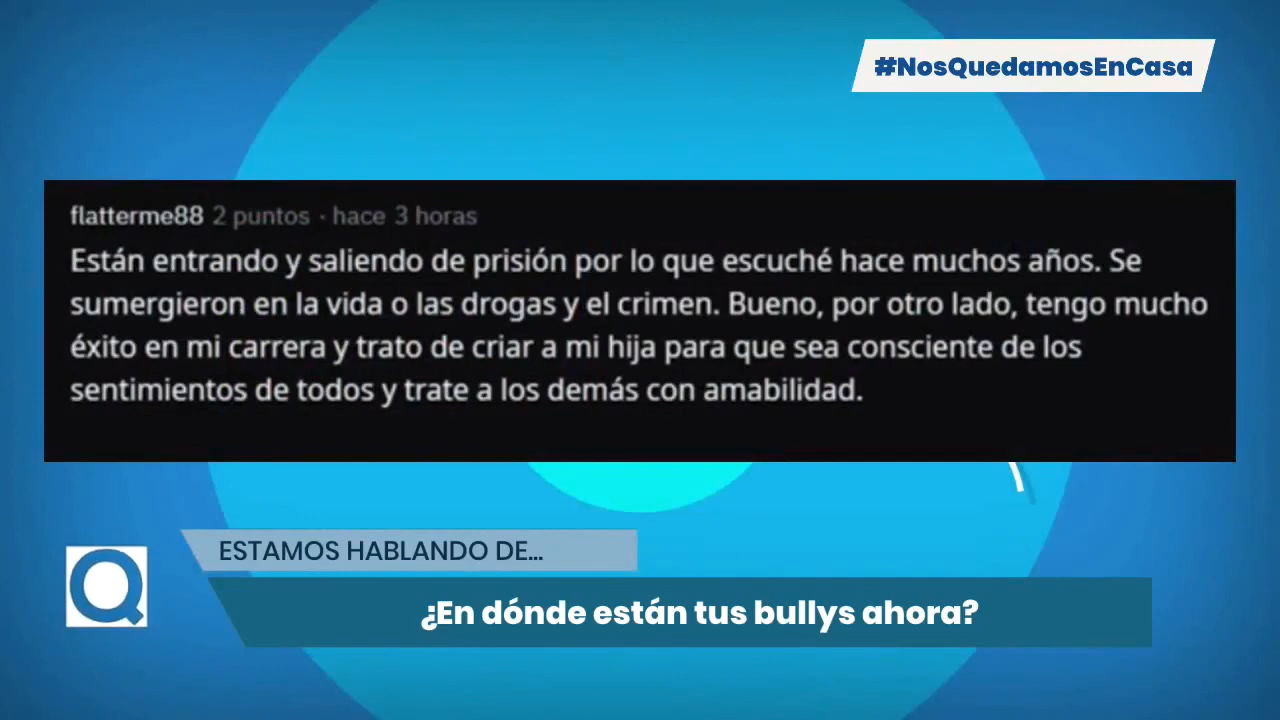 #NosQuedamosEnCasa
flatterme88 2 puntos · hace 3 horas
Están entrando y saliendo de prisión por lo que escuché hace muchos años. Se
sumergieron en la vida o las drogas y el crimen. Bueno, por otro lado, tengo mucho
éxito en mi carrera y trato de criar a mi hija para que sea consciente de los
sentimientos de todos y trate a los demás con amabilidad.
ESTAMOS HABLANDO DE...
Q
¿En dónde están tus bullys ahora?